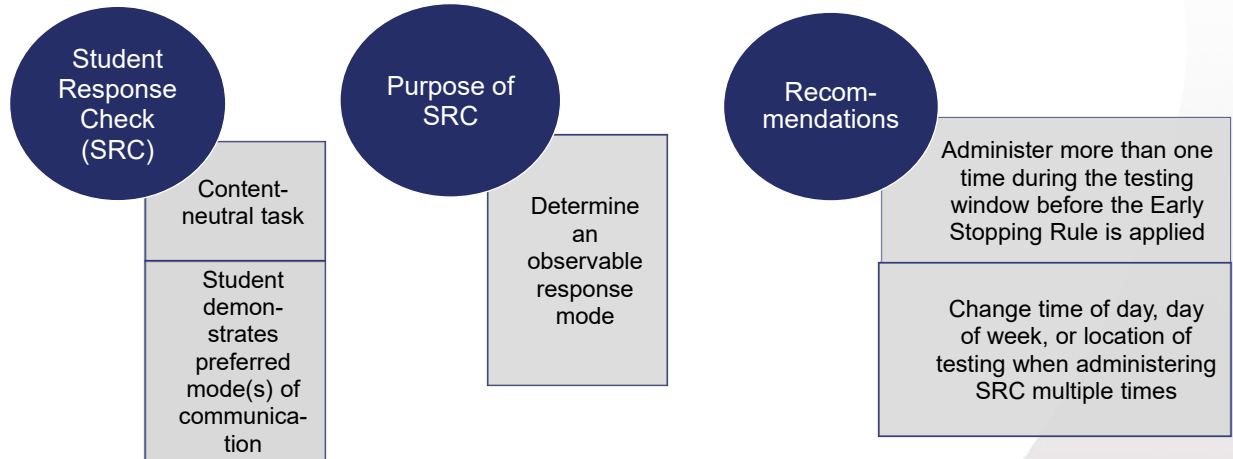 Student
Response
Check
(SRC)
Content-
neutral task
Student
demon-
strates
preferred
mode(s) of
communica-
tion
Purpose of
SRC
Determine
an
observable
response
mode
Recom-
mendations
Administer more than one
time during the testing
window before the Early
Stopping Rule is applied
Change time of day, day
of week, or location of
testing when administering
SRC multiple times